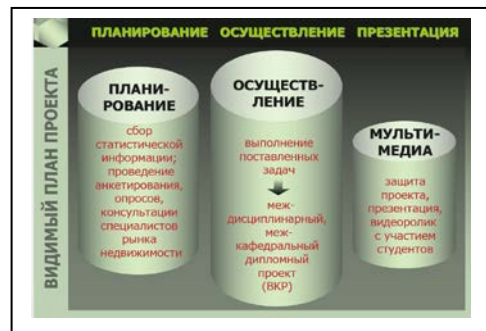 ПЛАНИРОВАНИЕ ОСУЩЕСТВЛЕНИЕ ПРЕЗЕНТАЦИЯ
ВИДИМЫЙ ПЛАН ПРОЕКТА
ПЛАНИ-
РОВАНИЕ
сбор
статистической
информации;
проведение
анкетирования,
опросов,
консультации
специалистов
рынка
недвижимости
ОСУЩЕСТВ-
ЛЕНИЕ
выполнение
поставленных
задач
меж-
дисциплинарный,
меж-
кафедральный
дипломный
проект
(ВКР)
МУЛЬТИ-
МЕДИА
защита
проекта,
презентация,
видеоролик
с участием
студентов